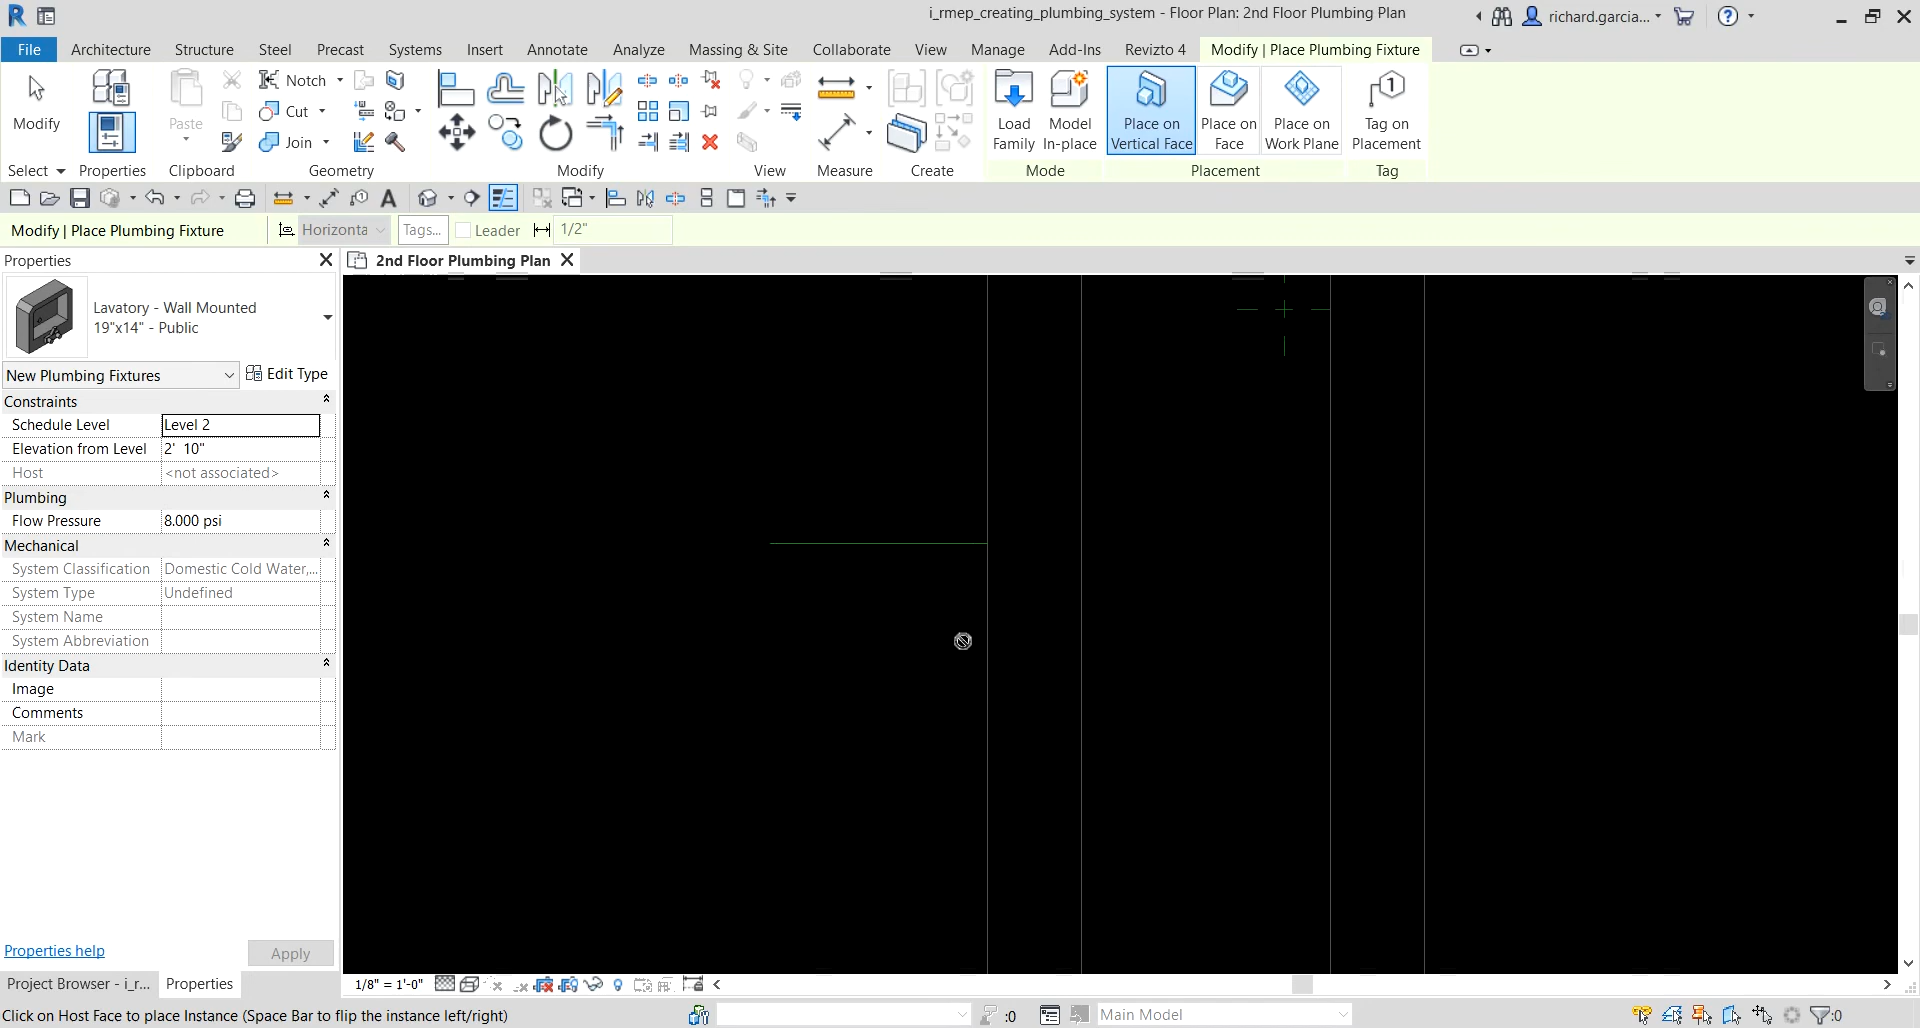 i_rmep_creating_plumbing_system - Floor Plan: 2nd Floor Plumbing Plan
richard.garcia...
File Architecture Structure Steel Precast Systems Insert Annotate Analyze Massing & Site Collaborate View Manage Add-Ins Revizto 4 Modify | Place Plumbing Fixture
Modify
Paste
Notch
Cut
Join
Load Family
Model In-place
Place on Vertical Face
Place on Face
Place on Work Plane
Tag on Placement
Select Properties Clipboard Geometry Modify View Measure Create Mode Placement Tag
Modify | Place Plumbing Fixture Horizonta Tags... Leader 1/2"
Properties
2nd Floor Plumbing Plan
Lavatory - Wall Mounted
19"x14" - Public
New Plumbing Fixtures Edit Type
Constraints
Schedule Level Level 2
Elevation from Level 2' 10"
Host <not associated>
Plumbing
Flow Pressure 8.000 psi
Mechanical
System Classification Domestic Cold Water,...
System Type Undefined
System Name
System Abbreviation
Identity Data
Image
Comments
Mark
Properties help Apply
Project Browser - i_r... Properties
1/8" = 1'-0"
Click on Host Face to place Instance (Space Bar to flip the instance left/right)
:0
Main Model
:0